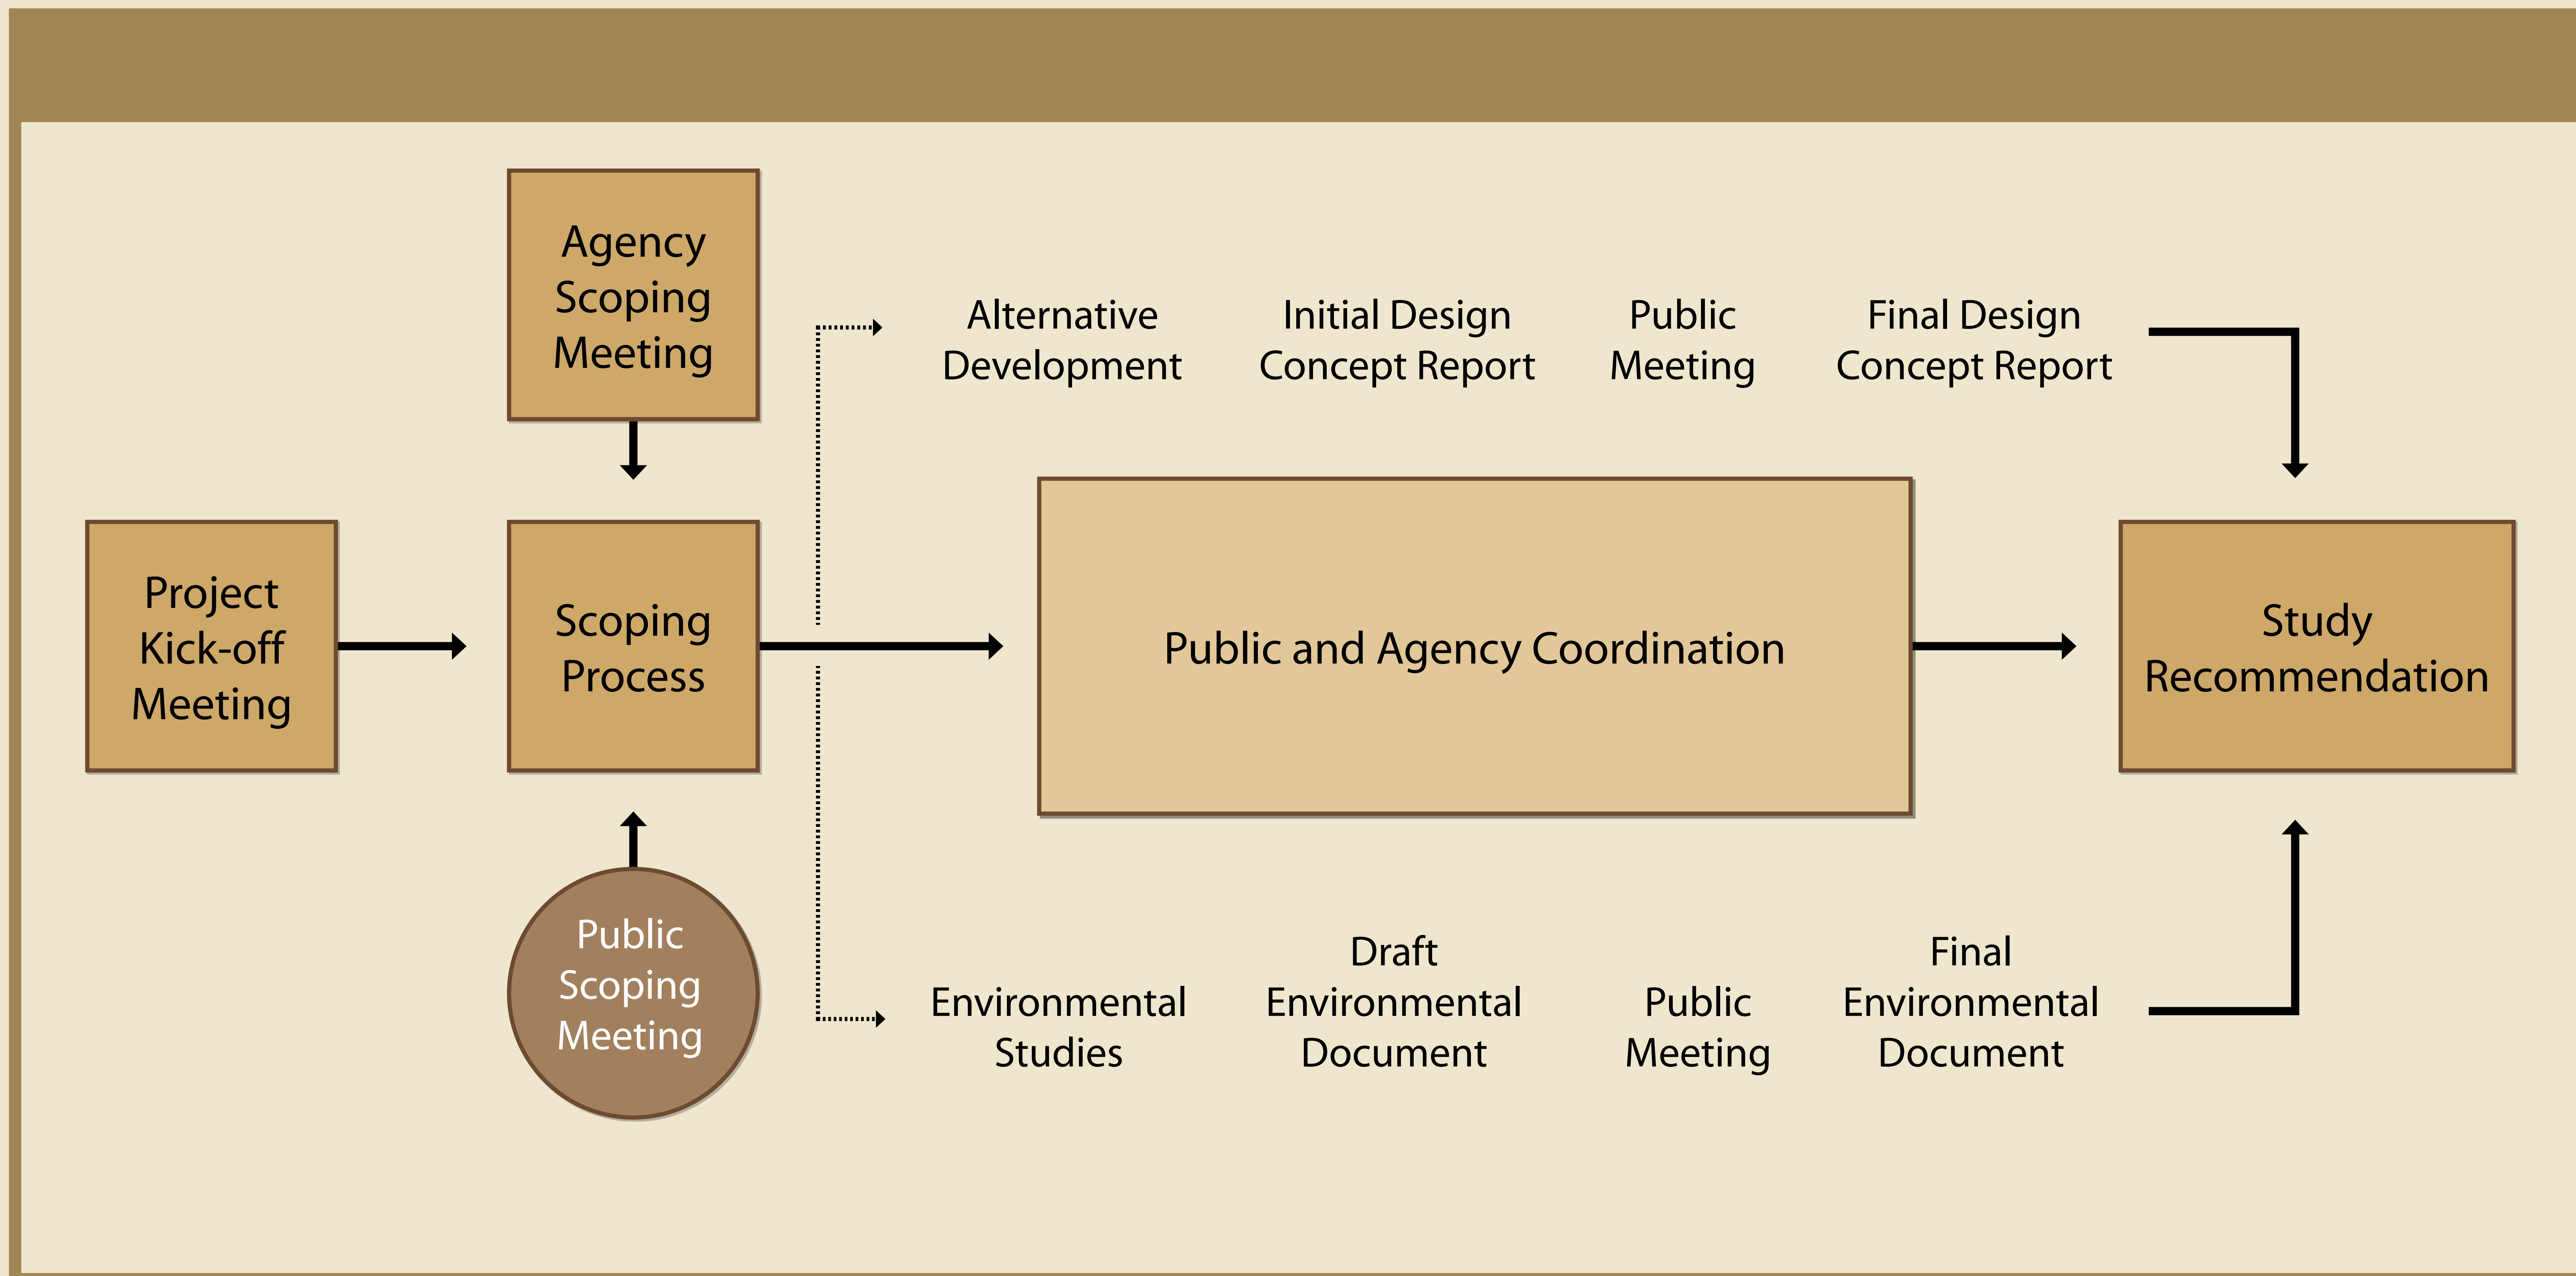 Agency
Scoping
Meeting
Alternative
Development
Initial Design
Concept Report
Public
Meeting
Final Design
Concept Report
Project
Kick-off
Meeting
Scoping
Process
Public and Agency Coordination
Study
Recommendation
Public
Scoping
Meeting
Environmental
Studies
Draft
Environmental
Document
Public
Meeting
Final
Environmental
Document